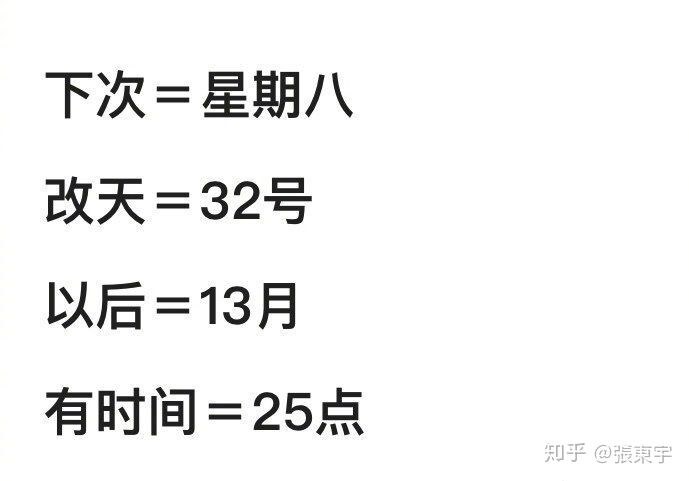 下次＝星期八
改天＝32号
以后＝13月
有时间＝25点
知乎 @張東宇